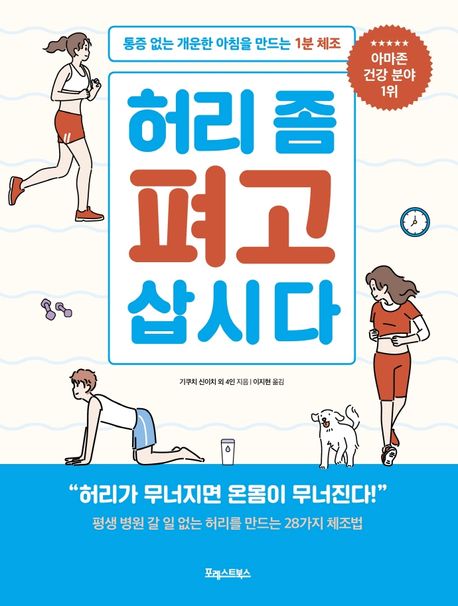 통증 없는 개운한 아침을 만드는 1분 체조
★★★★★
아마존
건강 분야
1위
허리 좀
펴고
삽시다
기쿠치 신이치 외 4인 지음 | 이지현 옮김
“허리가 무너지면 온몸이 무너진다!”
평생 병원 갈 일 없는 허리를 만드는 28가지 체조법
포레스트북스